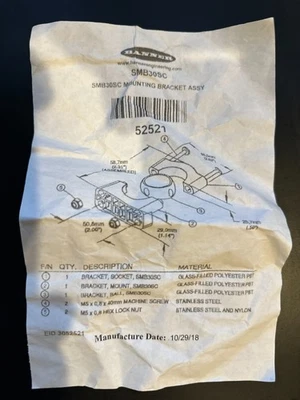 BANNER
www.bannerengineering.com
SMB30SC
SMB30SC MOUNTING BRACKET ASSY
52521
58.7mm
50.8mm
(2.00")
29.0mm
(1.14")
F/N QTY. DESCRIPTION MATERIAL
1 BRACKET, SOCKET, SMB30SC GLASS-FILLED POLYESTER PBT
1 BRACKET, MOUNT, SMB30SC GLASS-FILLED POLYESTER PBT
1 BRACKET, BALL, SMB30SC GLASS-FILLED POLYESTER PBT
2 M5 x 0.8 x 40mm MACHINE SCREW STAINLESS STEEL
2 M5 x 0.8 HEX LOCK NUT STAINLESS STEEL AND NYLON
Manufacture Date: 10/29/18